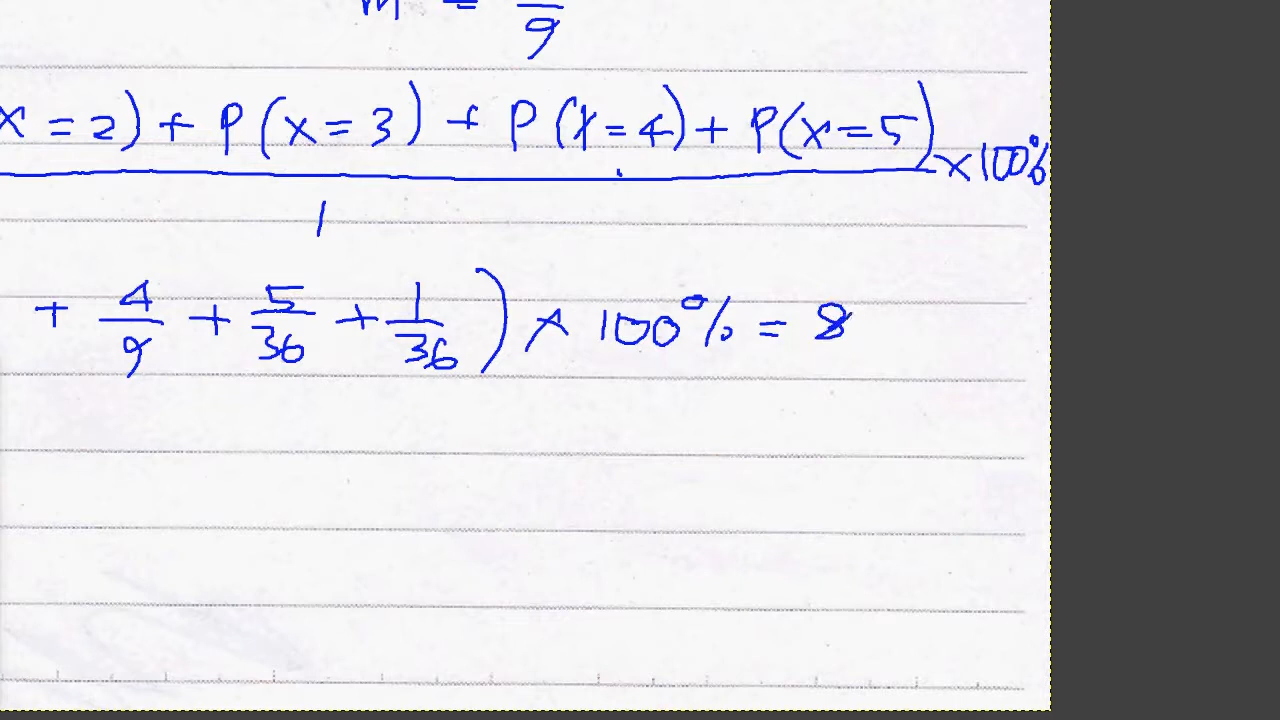 = /9
x = 2) + P(x = 3) + P(x = 4) + P(x = 5) × 100%
1
+ 4/9 + 5/36 + 1/36) × 100% = 8